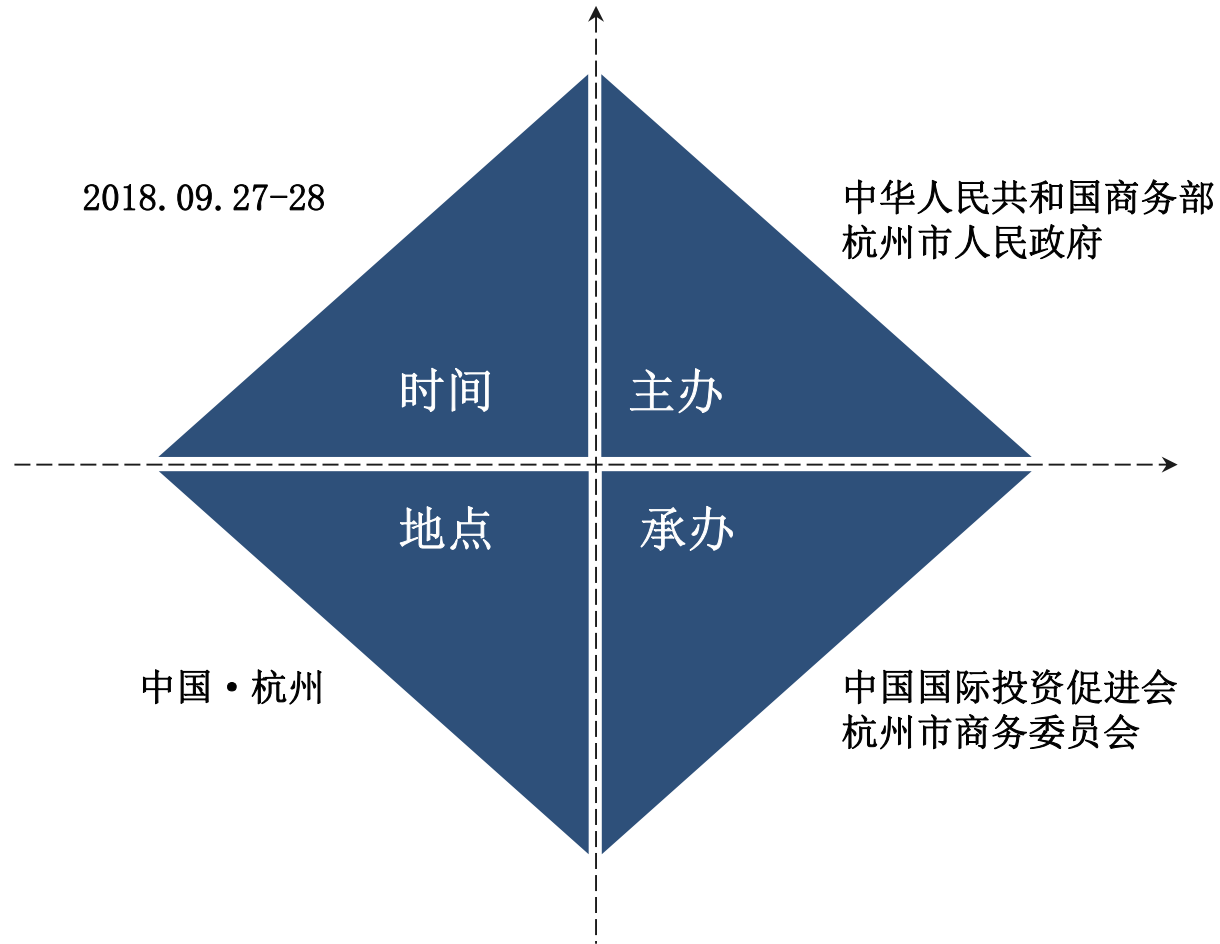 2018.09.27-28
中华人民共和国商务部
杭州市人民政府
时间
主办
地点
承办
中国·杭州
中国国际投资促进会
杭州市商务委员会